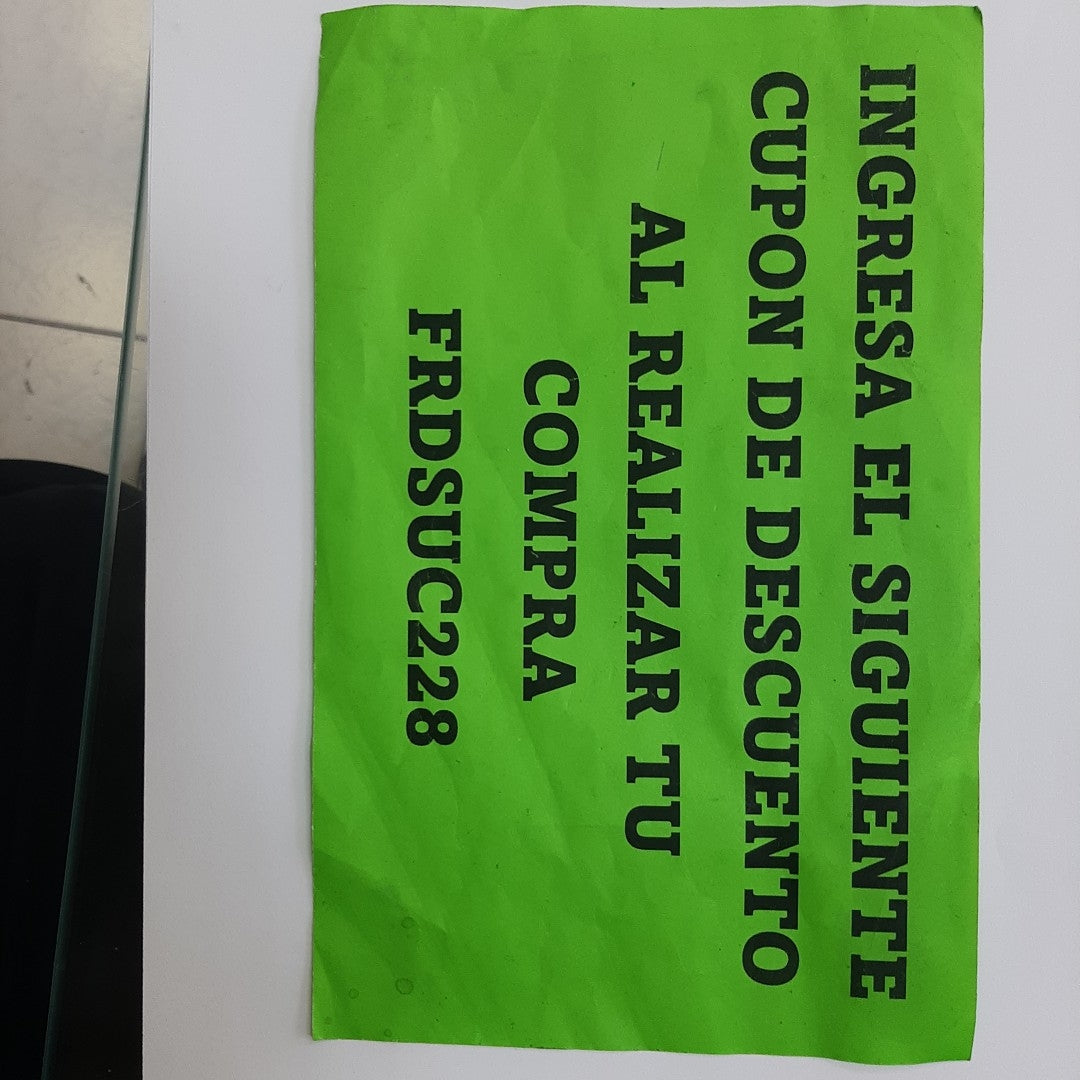 INGRESA EL SIGUIENTE
CUPON DE DESCUENTO
AL REALIZAR TU
COMPRA
FRDSUC228